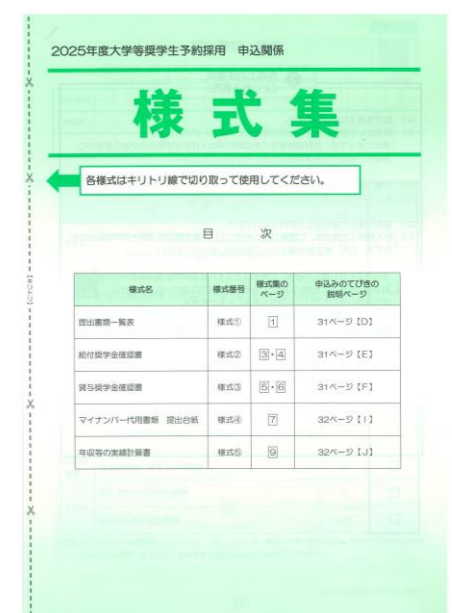 2025年度大学等奨学生予約採用 申込関係
様式集
各様式はキリトリ線で切り取って使用してください。
目 次
様式名 様式番号 様式集のページ 申込みのてびきの説明ページ
提出書類一覧表 様式① 1 31ページ【D】
給付奨学金確認書 様式② 3・4 31ページ【E】
貸与奨学金確認書 様式③ 5・6 31ページ【F】
マイナンバー代用書類 提出台紙 様式④ 7 32ページ【I】
年収等の実績計算書 様式⑤ 9 32ページ【J】
キリトリ